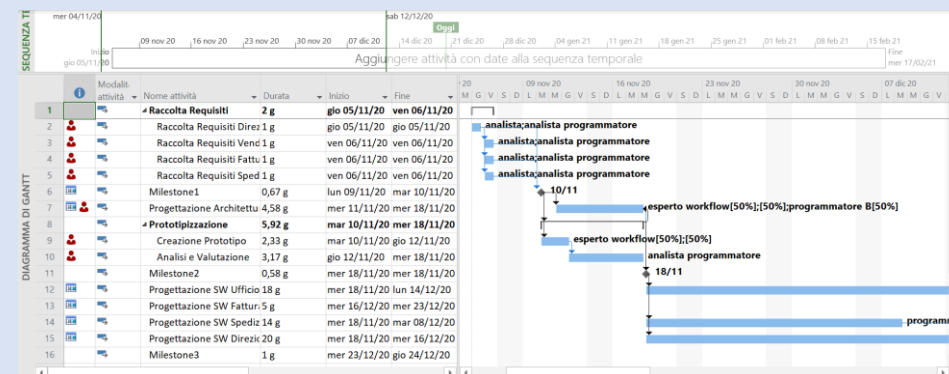 mer 04/11/20 sab 12/12/20
Oggi
09 nov 20 16 nov 20 23 nov 20 30 nov 20 07 dic 20 14 dic 20 21 dic 20 28 dic 20 04 gen 21 11 gen 21 18 gen 21 25 gen 21 01 feb 21 08 feb 21 15 feb 21
Inizio
gio 05/11/20
Aggiungere attività con date alla sequenza temporale
Fine
mer 17/02/21
SEQUENZA TE
DIAGRAMMA DI GANTT
Modalit
attività Nome attività Durata Inizio Fine
20 09 nov 20 16 nov 20 23 nov 20 30 nov 20 07 dic 20
M G V S D L M M G V S D L M M G V S D L M M G V S D L M M G V S D L M M G V
1 Raccolta Requisiti 2 g gio 05/11/20 ven 06/11/20
2 Raccolta Requisiti Direz 1 g gio 05/11/20 gio 05/11/20 analista;analista programmatore
3 Raccolta Requisiti Vend 1 g ven 06/11/20 ven 06/11/20 analista;analista programmatore
4 Raccolta Requisiti Fattu 1 g ven 06/11/20 ven 06/11/20 analista;analista programmatore
5 Raccolta Requisiti Sped 1 g ven 06/11/20 ven 06/11/20 analista;analista programmatore
6 Milestone1 0,67 g lun 09/11/20 mar 10/11/20 10/11
7 Progettazione Architettu 4,58 g mer 11/11/20 mer 18/11/20 esperto workflow[50%];[50%];programmatore B[50%]
8 Prototipizzazione 5,92 g mar 10/11/20 mer 18/11/20
9 Creazione Prototipo 2,33 g mar 10/11/20 gio 12/11/20 esperto workflow[50%];[50%]
10 Analisi e Valutazione 3,17 g gio 12/11/20 mer 18/11/20 analista programmatore
11 Milestone2 0,58 g mer 18/11/20 mer 18/11/20 18/11
12 Progettazione SW Ufficio 18 g mer 18/11/20 lun 14/12/20
13 Progettazione SW Fattur 5 g mer 16/12/20 mer 23/12/20
14 Progettazione SW Spediz 14 g mer 18/11/20 mar 08/12/20 programm
15 Progettazione SW Direzic 20 g mer 18/11/20 mer 16/12/20
16 Milestone3 1 g mer 23/12/20 gio 24/12/20